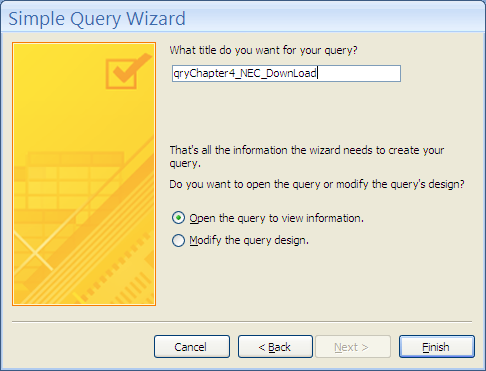 Simple Query Wizard
What title do you want for your query?
qryChapter4_NEC_DownLoad
That's all the information the wizard needs to create your
query.
Do you want to open the query or modify the query's design?
Open the query to view information.
Modify the query design.
Cancel
< Back
Next >
Finish